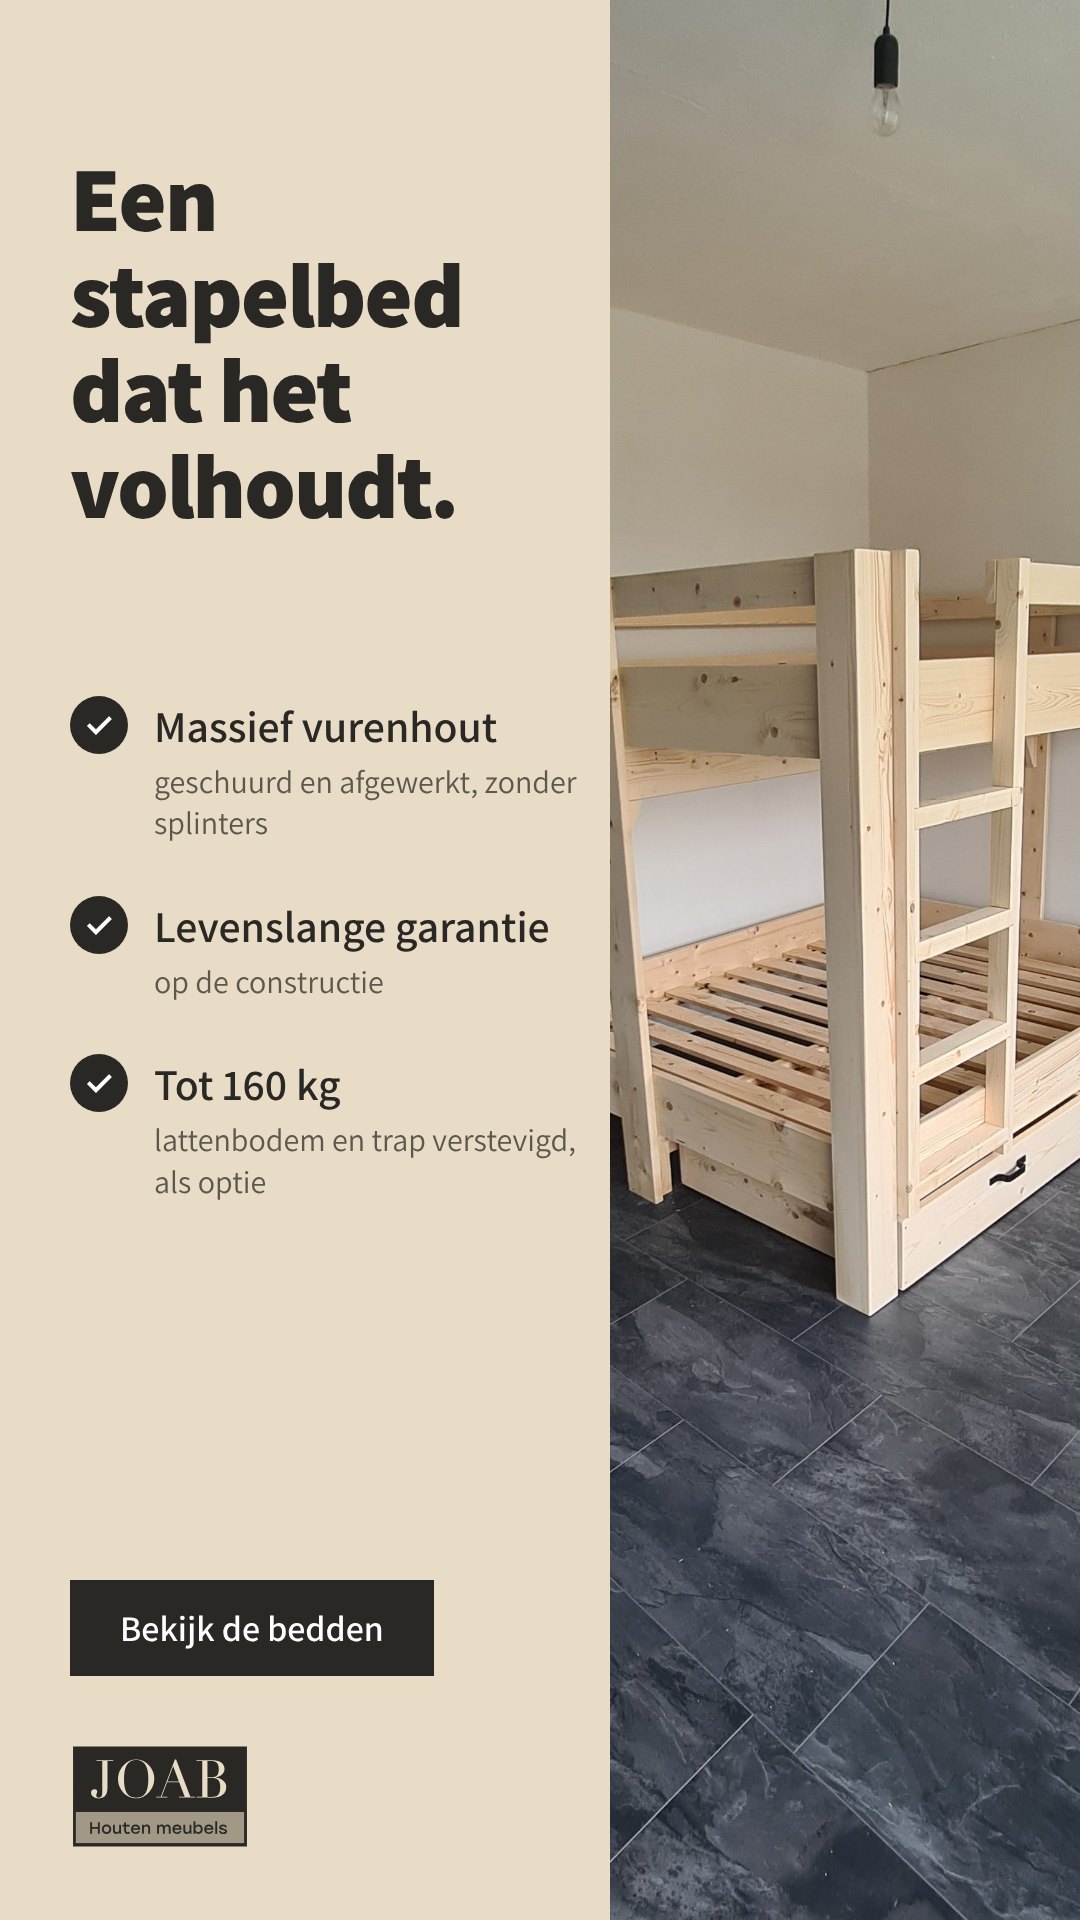 Een
stapelbed
dat het
volhoudt.
Massief vurenhout
geschuurd en afgewerkt, zonder
splinters
Levenslange garantie
op de constructie
Tot 160 kg
lattenbodem en trap verstevigd,
als optie
Bekijk de bedden
JOAB
Houten meubels